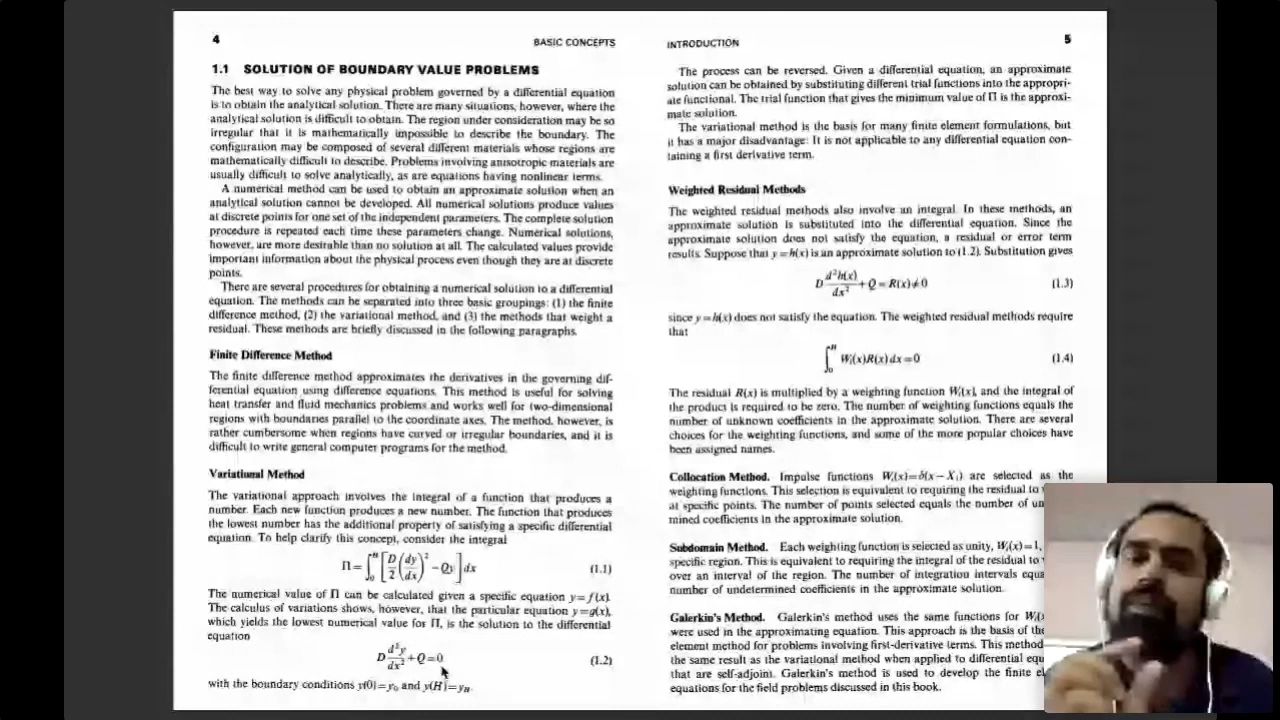 4
BASIC CONCEPTS
1.1 SOLUTION OF BOUNDARY VALUE PROBLEMS
The best way to solve any physical problem governed by a differential equation
is to obtain the analytical solution. There are many situations, however, where the
analytical solution is difficult to obtain. The region under consideration may be so
irregular that it is mathematically impossible to describe the boundary. The
configuration may be composed of several different materials whose regions are
mathematically difficult to describe. Problems involving anisotropic materials are
usually difficult to solve analytically, as are equations having nonlinear terms.
A numerical method can be used to obtain an approximate solution when an
analytical solution cannot be developed. All numerical solutions produce values
at discrete points for one set of the independent parameters. The complete solution
procedure is repeated each time these parameters change. Numerical solutions,
however, are more desirable than no solution at all. The calculated values provide
important information about the physical process even though they are at discrete
points.
There are several procedures for obtaining a numerical solution to a differential
equation. The methods can be separated into three basic groupings: (1) the finite
difference method, (2) the variational method, and (3) the methods that weight a
residual. These methods are briefly discussed in the following paragraphs.
Finite Difference Method
The finite difference method approximates the derivatives in the governing dif-
ferential equation using difference equations. This method is useful for solving
heat transfer and fluid mechanics problems and works well for two-dimensional
regions with boundaries parallel to the coordinate axes. The method, however, is
rather cumbersome when regions have curved or irregular boundaries, and it is
difficult to write general computer programs for the method.
Variational Method
The variational approach involves the integral of a function that produces a
number. Each new function produces a new number. The function that produces
the lowest number has the additional property of satisfying a specific differential
equation. To help clarify this concept, consider the integral
Π = ∫₀ᴴ [D/2 (dy/dx)² − Qy] dx (1.1)
The numerical value of Π can be calculated given a specific equation y=f(x).
The calculus of variations shows, however, that the particular equation y=g(x),
which yields the lowest numerical value for Π, is the solution to the differential
equation
D d²y/dx² + Q = 0 (1.2)
with the boundary conditions y(0)=y₀ and y(H)=y_H.
INTRODUCTION
5
The process can be reversed. Given a differential equation, an approximate
solution can be obtained by substituting different trial functions into the appropri-
ate functional. The trial function that gives the minimum value of Π is the approxi-
mate solution.
The variational method is the basis for many finite element formulations, but
it has a major disadvantage: It is not applicable to any differential equation con-
taining a first derivative term.
Weighted Residual Methods
The weighted residual methods also involve an integral. In these methods, an
approximate solution is substituted into the differential equation. Since the
approximate solution does not satisfy the equation, a residual or error term
results. Suppose that y=h(x) is an approximate solution to (1.2). Substitution gives
D d²h(x)/dx² + Q = R(x) ≠ 0 (1.3)
since y=h(x) does not satisfy the equation. The weighted residual methods require
that
∫₀ᴴ Wᵢ(x)R(x) dx = 0 (1.4)
The residual R(x) is multiplied by a weighting function Wᵢ(x), and the integral of
the product is required to be zero. The number of weighting functions equals the
number of unknown coefficients in the approximate solution. There are several
choices for the weighting functions, and some of the more popular choices have
been assigned names.
Collocation Method. Impulse functions Wᵢ(x)=δ(x−Xᵢ) are selected as the
weighting functions. This selection is equivalent to requiring the residual to
at specific points. The number of points selected equals the number of un
mined coefficients in the approximate solution.
Subdomain Method. Each weighting function is selected as unity, Wᵢ(x)=1,
specific region. This is equivalent to requiring the integral of the residual to
over an interval of the region. The number of integration intervals equa
number of undetermined coefficients in the approximate solution.
Galerkin's Method. Galerkin's method uses the same functions for Wᵢ(x
were used in the approximating equation. This approach is the basis of the
element method for problems involving first-derivative terms. This method
the same result as the variational method when applied to differential equ
that are self-adjoint. Galerkin's method is used to develop the finite el
equations for the field problems discussed in this book.